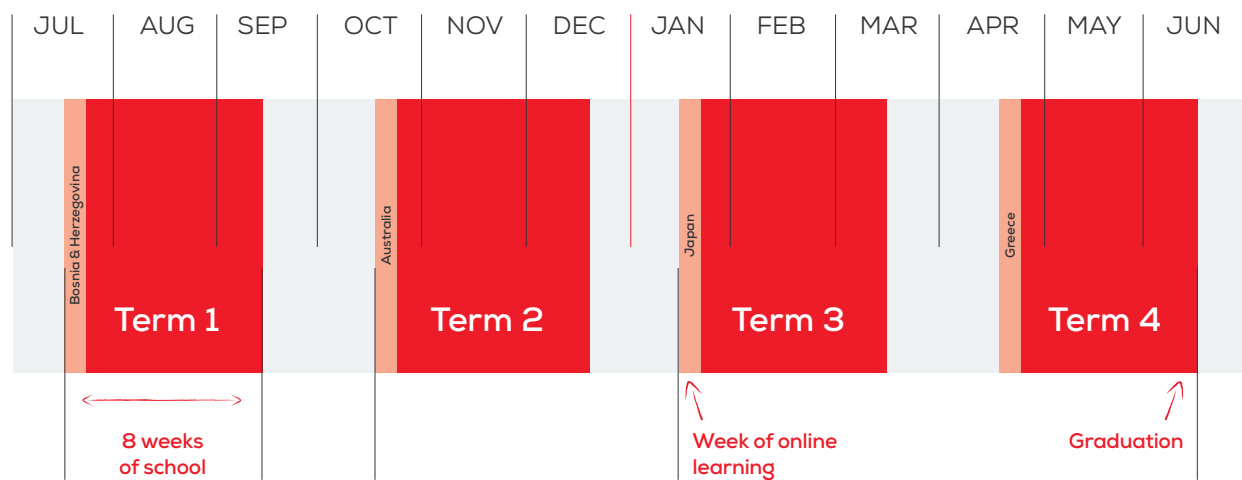 JUL AUG SEP OCT NOV DEC JAN FEB MAR APR MAY JUN
Bosnia & Herzegovina
Australia
Japan
Greece
Term 1
Term 2
Term 3
Term 4
8 weeks
of school
Week of online
learning
Graduation